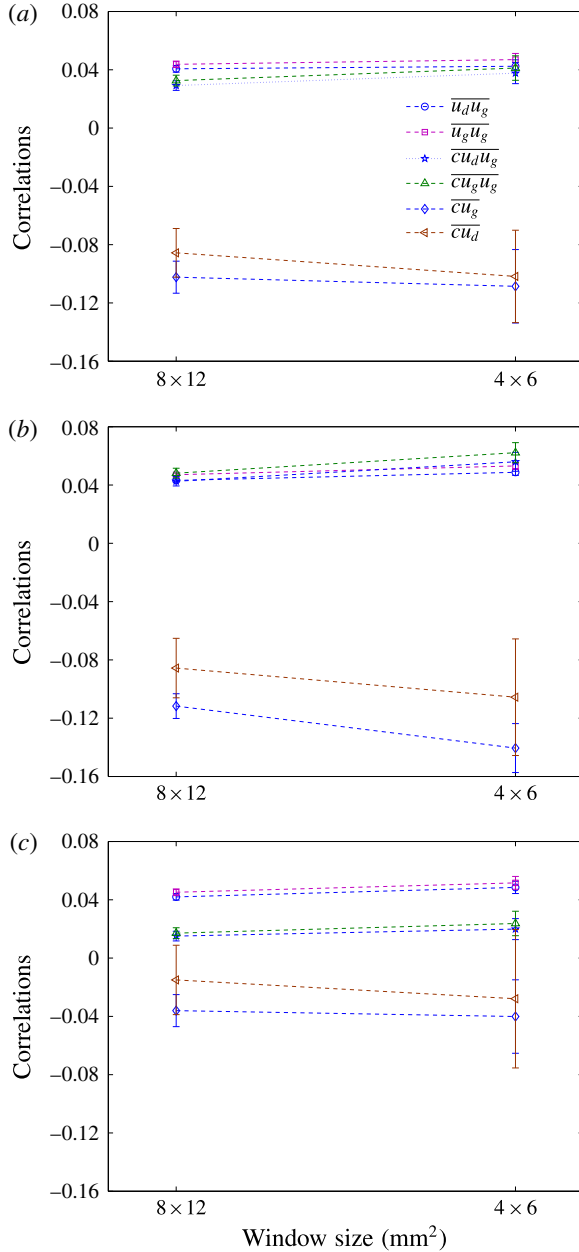 (a)
0.08
0.04
0
−0.04
−0.08
−0.12
−0.16
Correlations
u_d u_g
u_g u_g
cu_d u_g
cu_g u_g
cu_g
cu_d
8 × 12
4 × 6
(b)
0.08
0.04
0
−0.04
−0.08
−0.12
−0.16
Correlations
8 × 12
4 × 6
(c)
0.08
0.04
0
−0.04
−0.08
−0.12
−0.16
Correlations
8 × 12
4 × 6
Window size (mm²)